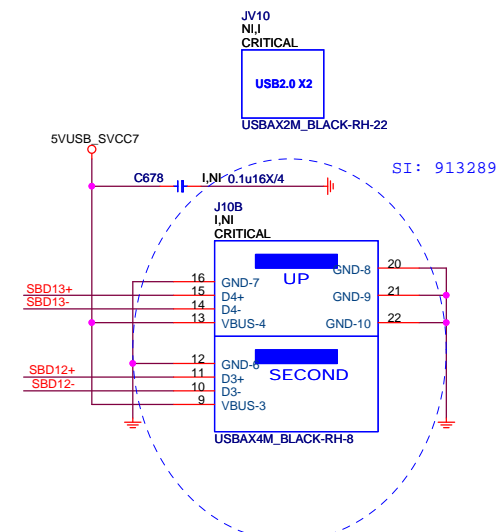 JV10
NI,I
CRITICAL
USB2.0 X2
USBAX2M_BLACK-RH-22
5VUSB_SVCC7
SI: 913289
C678
I,NI
0.1u16X/4
J10B
I,NI
CRITICAL
UP
16 GND-7
SBD13+ 15 D4+
SBD13- 14 D4-
13 VBUS-4
GND-8 20
GND-9 21
GND-10 22
SECOND
12 GND-6
SBD12+ 11 D3+
SBD12- 10 D3-
9 VBUS-3
USBAX4M_BLACK-RH-8